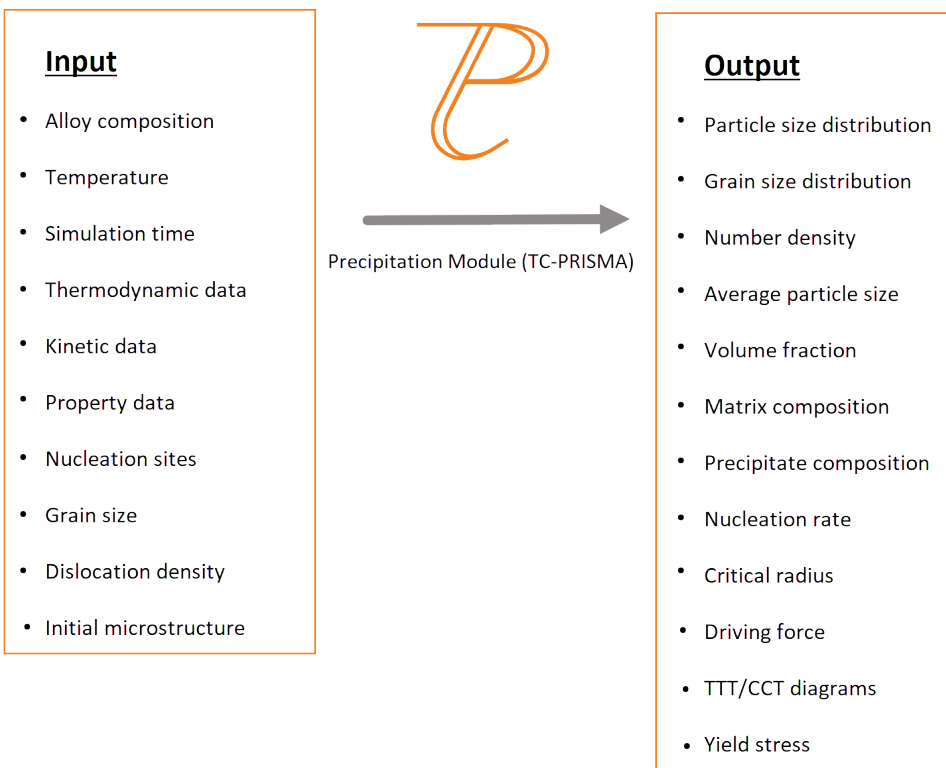 Input
• Alloy composition
• Temperature
• Simulation time
• Thermodynamic data
• Kinetic data
• Property data
• Nucleation sites
• Grain size
• Dislocation density
• Initial microstructure
Precipitation Module (TC-PRISMA)
Output
• Particle size distribution
• Grain size distribution
• Number density
• Average particle size
• Volume fraction
• Matrix composition
• Precipitate composition
• Nucleation rate
• Critical radius
• Driving force
• TTT/CCT diagrams
• Yield stress